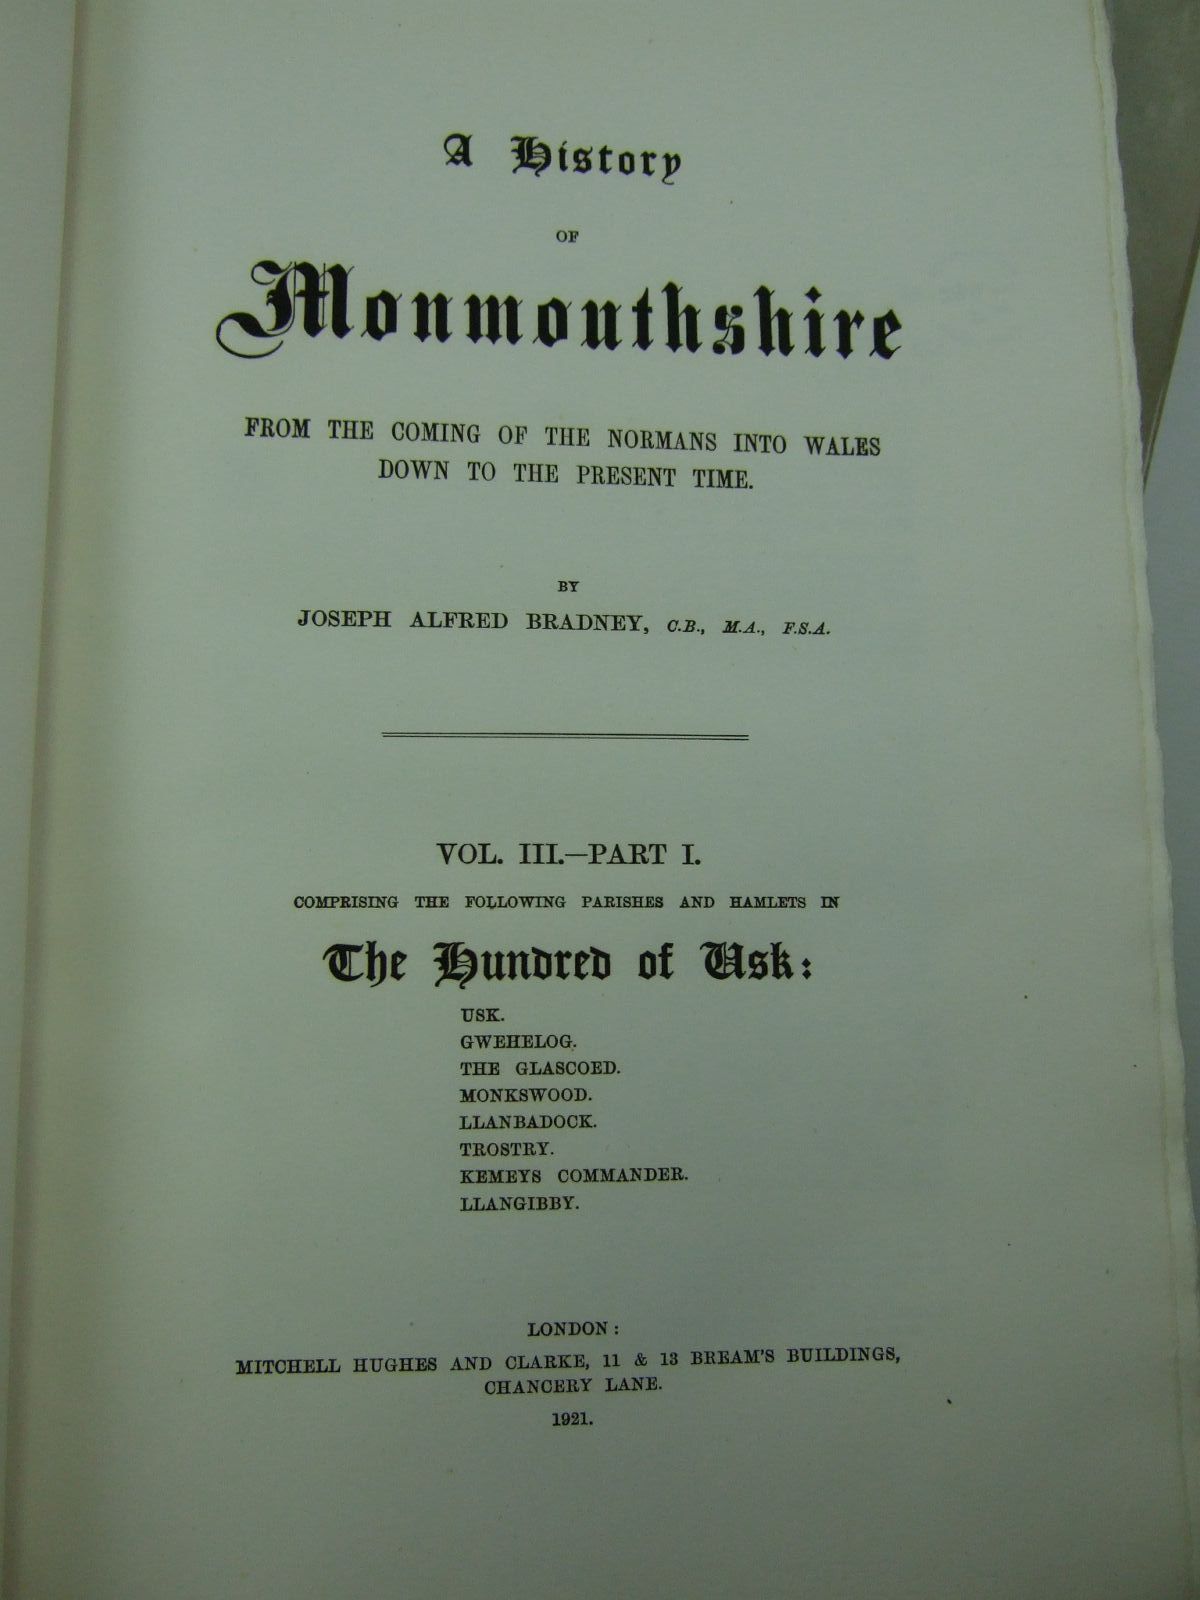 A History
OF
Monmouthshire
FROM THE COMING OF THE NORMANS INTO WALES
DOWN TO THE PRESENT TIME.
BY
JOSEPH ALFRED BRADNEY, C.B., M.A., F.S.A.
VOL. III.—PART I.
COMPRISING THE FOLLOWING PARISHES AND HAMLETS IN
The Hundred of Usk:
USK.
GWEHELOG.
THE GLASCOED.
MONKSWOOD.
LLANBADOCK.
TROSTRY.
KEMEYS COMMANDER.
LLANGIBBY.
LONDON:
MITCHELL HUGHES AND CLARKE, 11 & 13 BREAM'S BUILDINGS,
CHANCERY LANE.
1921.